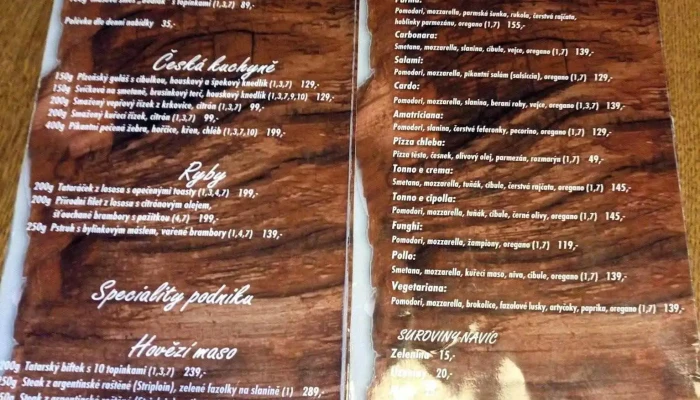 topinkami (1,3,7) 89,-
Polévka dle denní nabídky 35,-
Česká kuchyně
150g Plzeňský guláš s cibulkou, houskový a špekový knedlík (1,3,7) 129,-
150g Svíčková na smetaně, brusinkový terč, houskový knedlík (1,3,7,9,10) 129,-
200g Smažený vepřový řízek z krkovice, citrón (1,3,7) 99,-
200g Smažený kuřecí řízek, citrón (1,3,7) 99,-
400g Pikantní pečená žebra, hořčice, křen, chléb (1,3,7,10) 199,-
Ryby
200g Tataráček z lososa s opečenými toasty (1,3,4,7) 199,-
200g Přírodní filet z lososa s citrónovým olejem,
šťouchané brambory s pažitkou (4,7) 199,-
250g Pstruh s bylinkovým máslem, vařené brambory (1,4,7) 139,-
Speciality podniku
Hovězí maso
200g Tatarský biftek s 10 topinkami (1,3,7) 239,-
250g Steak z argentinské roštěné (Striploin), zelené fazolky na slanině (1) 289,-
Steak z argentinské roštěné
Parma:
Pomodori, mozzarella, parmská šunka, rukola, čerstvá rajčata,
hoblinky parmezánu, oregano (1,7) 155,-
Carbonara:
Smetana, mozzarella, slanina, cibule, vejce, oregano (1,7) 139,-
Salami:
Pomodori, mozzarella, pikantní salám (salsiccia), oregano (1,7) 129,-
Cardo:
Pomodori, mozzarella, slanina, beraní rohy, vejce, oregano (1,3,7) 139,-
Amatriciana:
Pomodori, slanina, čerstvé feferonky, pecorino, oregano (1,7) 129,-
Pizza chleba:
Pizza těsto, česnek, olivový olej, parmezán, rozmarýn (1,7) 49,-
Tonno e crema:
Smetana, mozzarella, tuňák, cibule, čerstvá rajčata, oregano (1,7) 145,-
Tonno e cipolla:
Pomodori, mozzarella, tuňák, cibule, černé olivy, oregano (1,7) 145,-
Funghi:
Pomodori, mozzarella, žampiony, oregano (1,7) 119,-
Pollo:
Smetana, mozzarella, kuřecí maso, niva, cibule, oregano (1,7) 139,-
Vegetariana:
Pomodori, mozzarella, brokolice, fazolové lusky, artyčoky, paprika, oregano (1,7) 139,-
SUROVINY NAVÍC
Zelenina 15,-
20,-